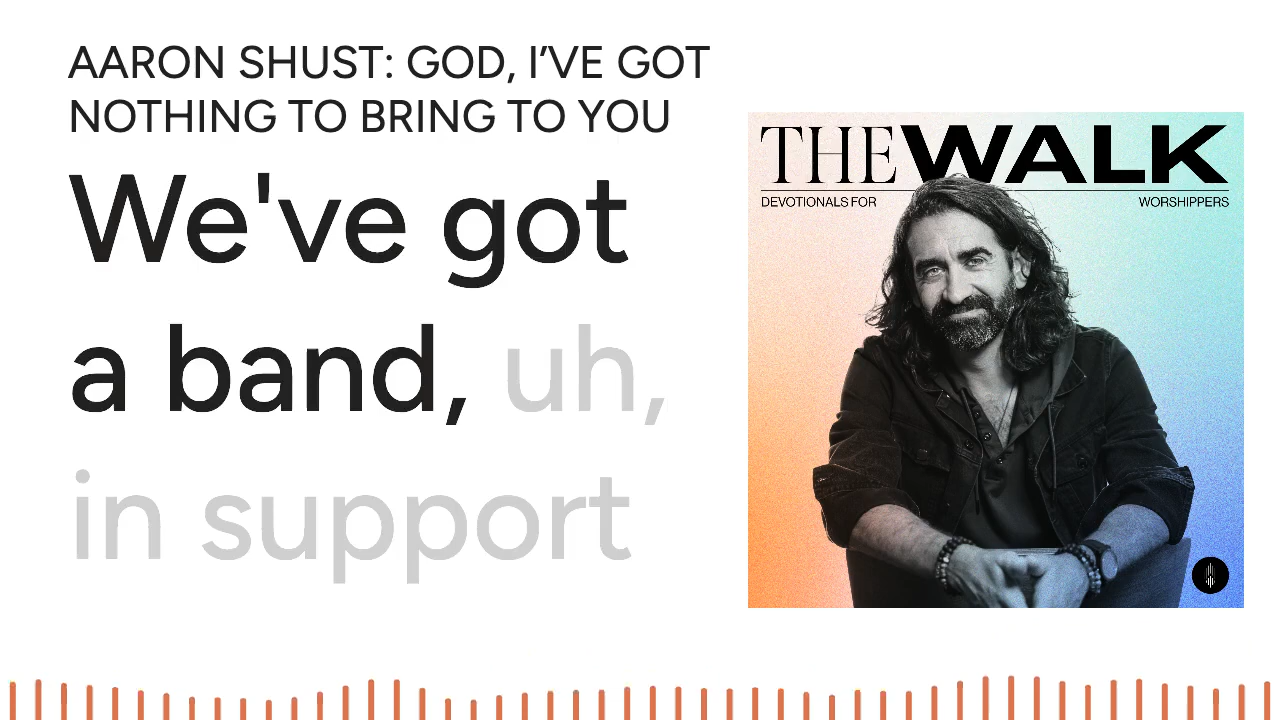 AARON SHUST: GOD, I’VE GOT
NOTHING TO BRING TO YOU
We've got
a band, uh,
in support
THE WALK
DEVOTIONALS FOR WORSHIPPERS